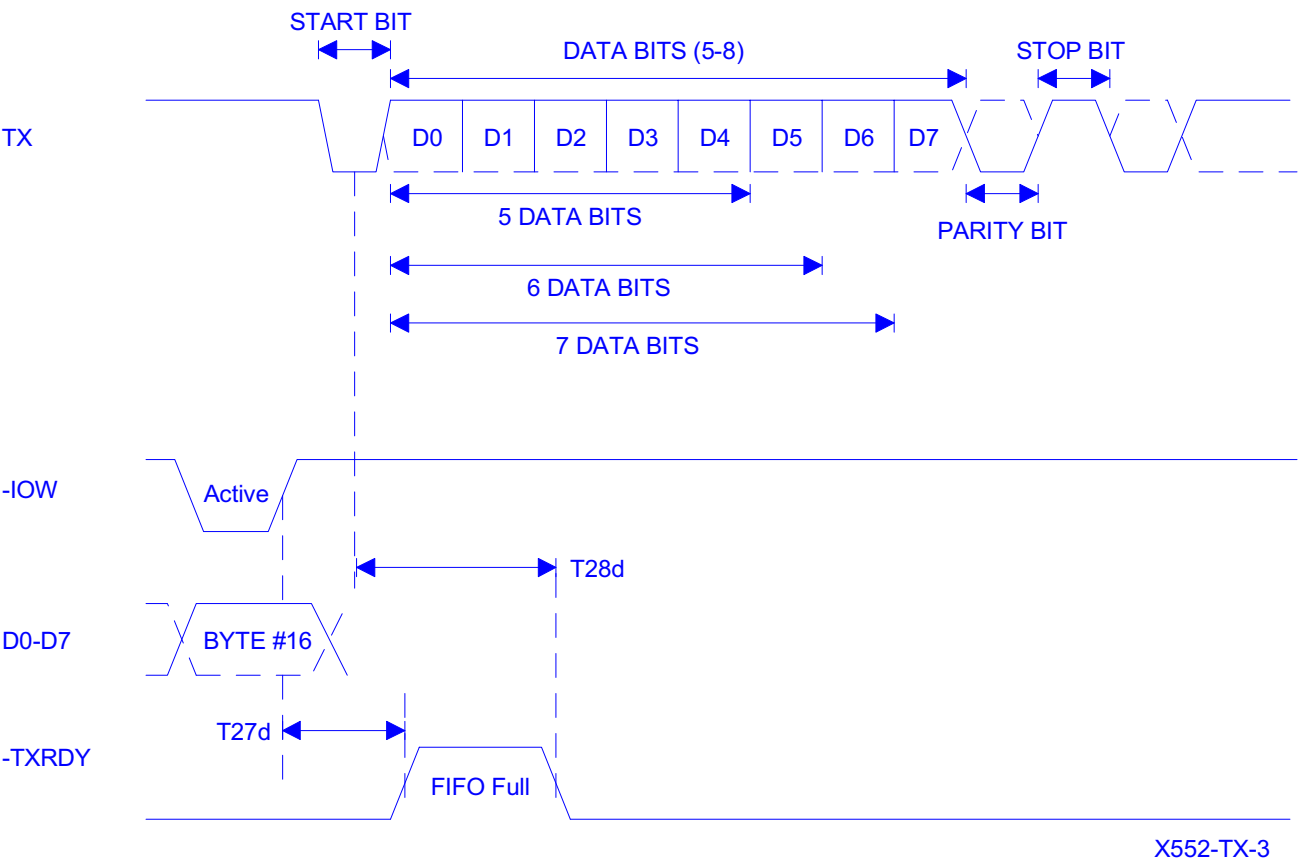 START BIT
DATA BITS (5-8)
STOP BIT
TX
D0 D1 D2 D3 D4 D5 D6 D7
5 DATA BITS
PARITY BIT
6 DATA BITS
7 DATA BITS
-IOW
Active
T28d
D0-D7
BYTE #16
T27d
-TXRDY
FIFO Full
X552-TX-3